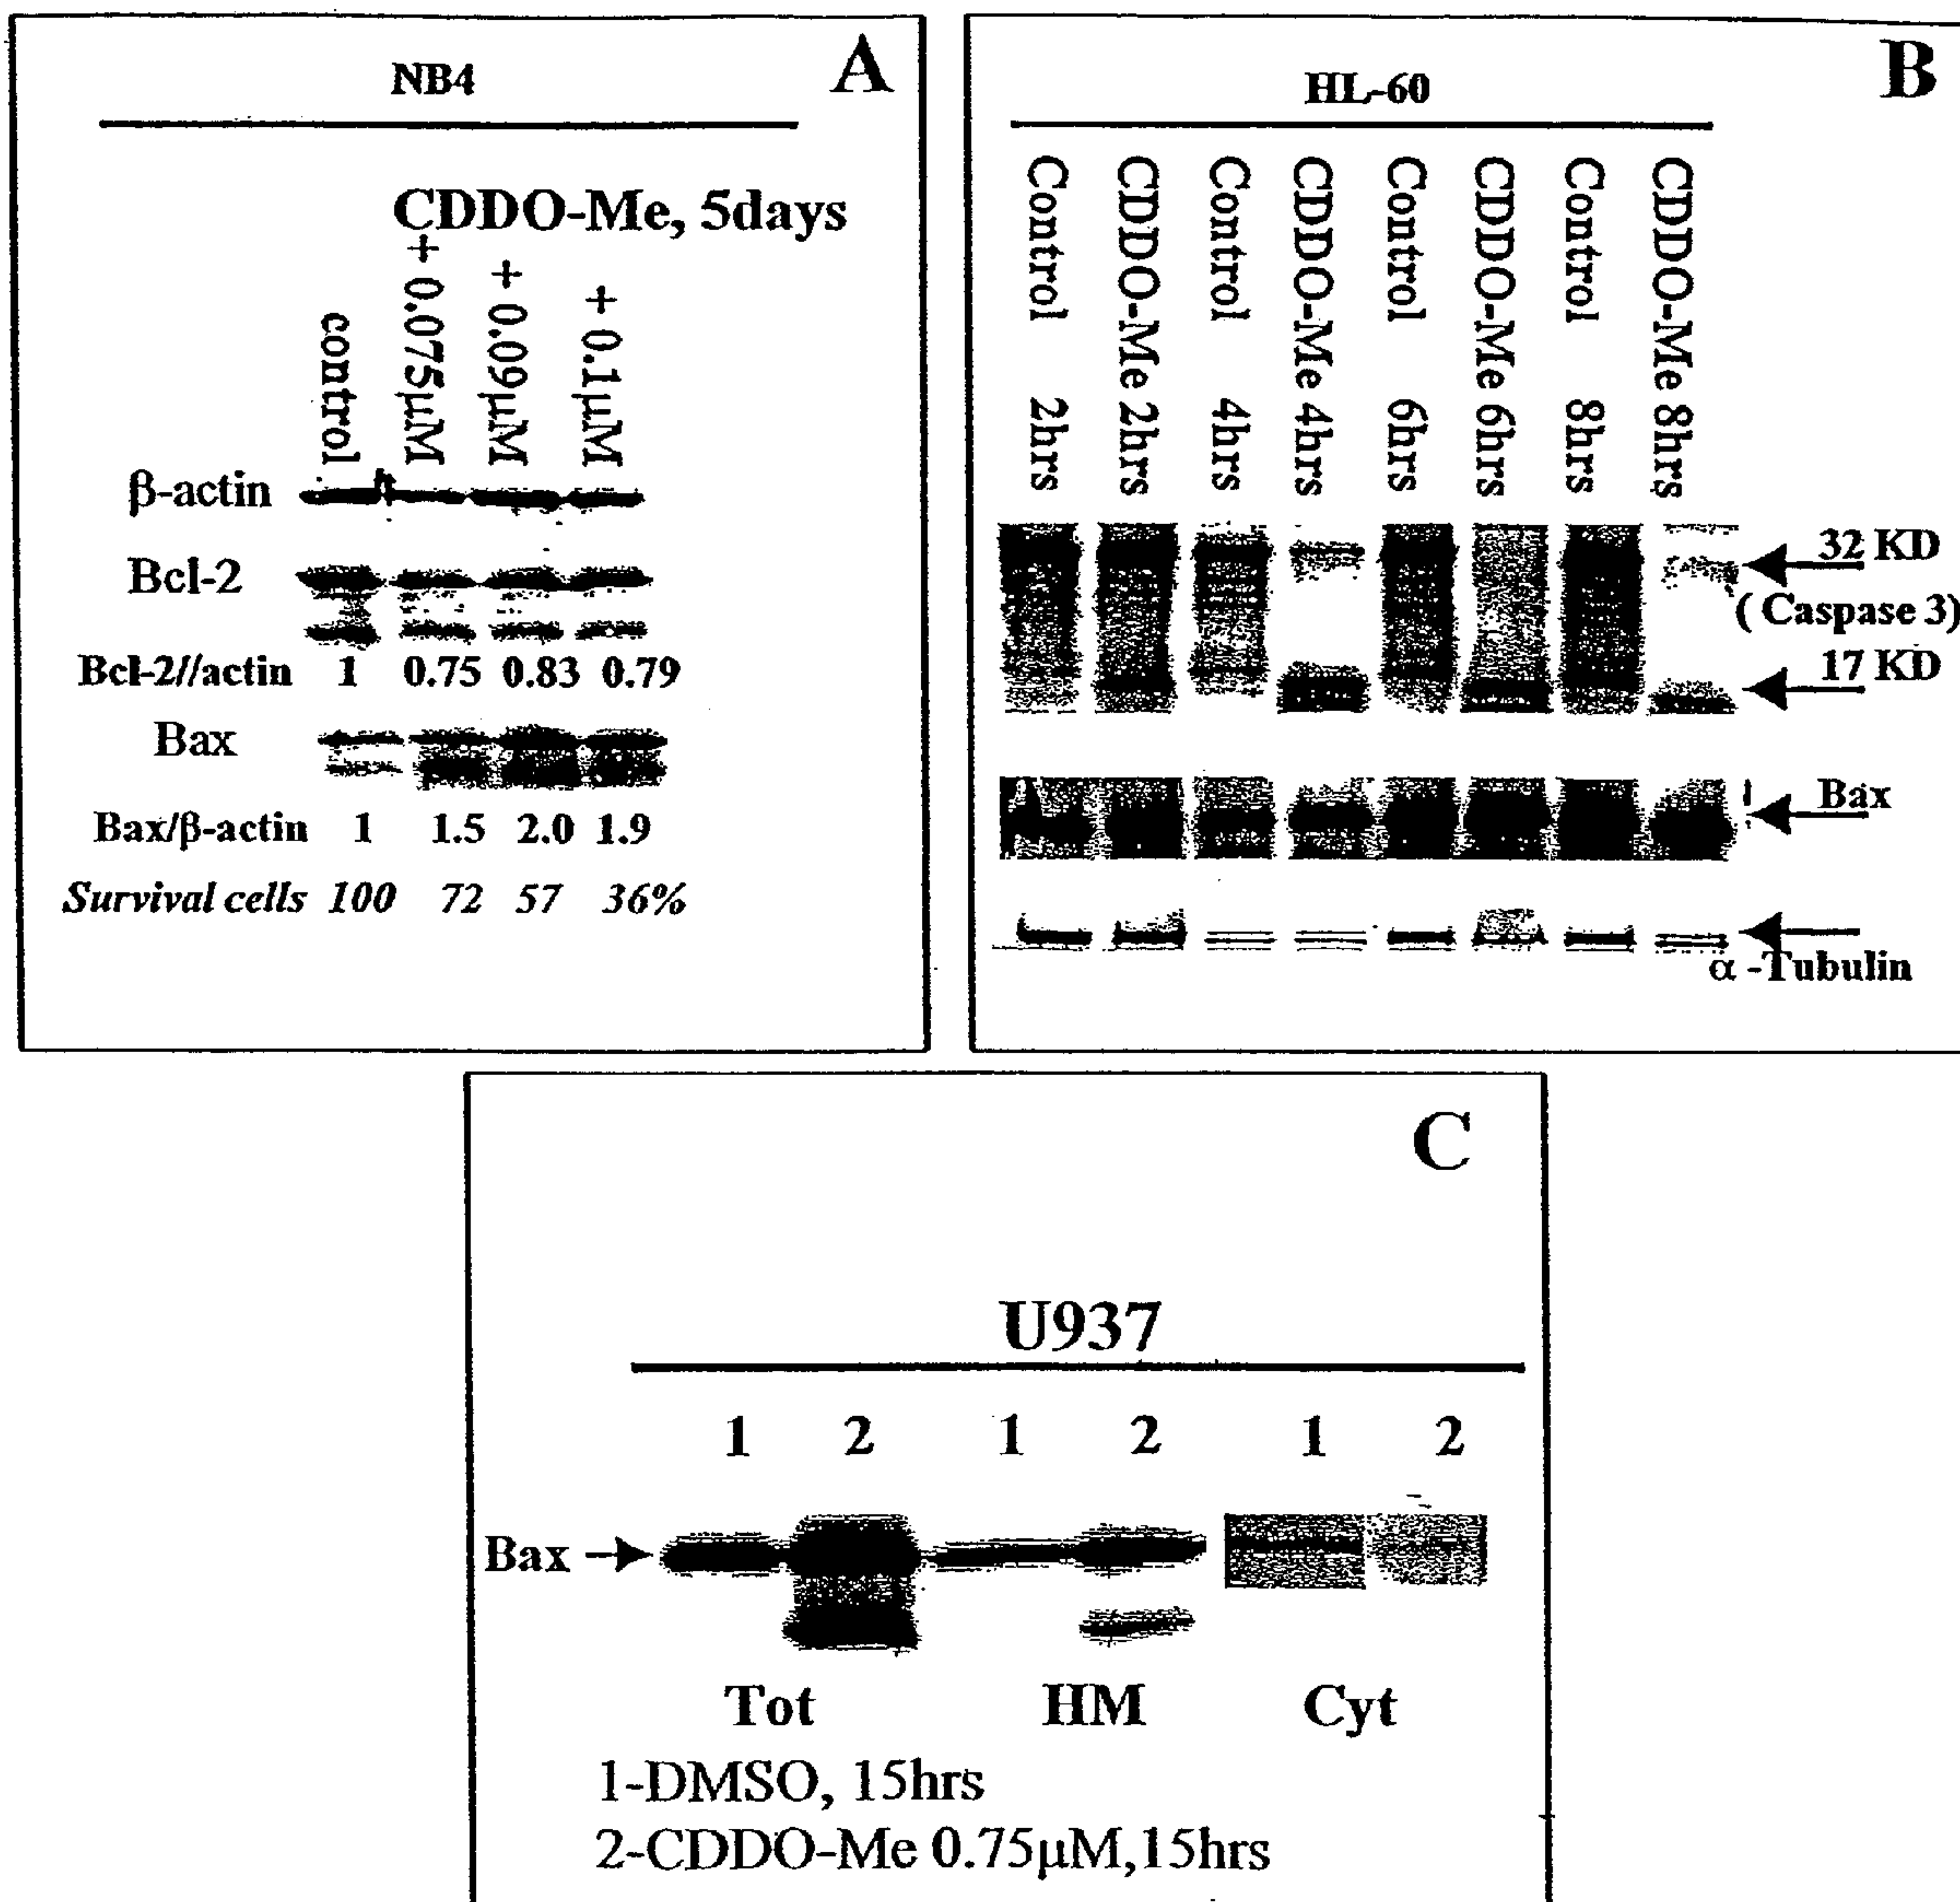 A
NB4
CDDO-Me, 5days
control
+ 0.075μM
+ 0.09μM
+ 0.1μM
β-actin
Bcl-2
Bcl-2//actin 1 0.75 0.83 0.79
Bax
Bax/β-actin 1 1.5 2.0 1.9
Survival cells 100 72 57 36%
B
HL-60
Control 2hrs
CDDO-Me 2hrs
Control 4hrs
CDDO-Me 4hrs
Control 6hrs
CDDO-Me 6hrs
Control 8hrs
CDDO-Me 8hrs
32 KD
( Caspase 3)
17 KD
Bax
α -Tubulin
C
U937
1 2 1 2 1 2
Bax
Tot HM Cyt
1-DMSO, 15hrs
2-CDDO-Me 0.75μM,15hrs